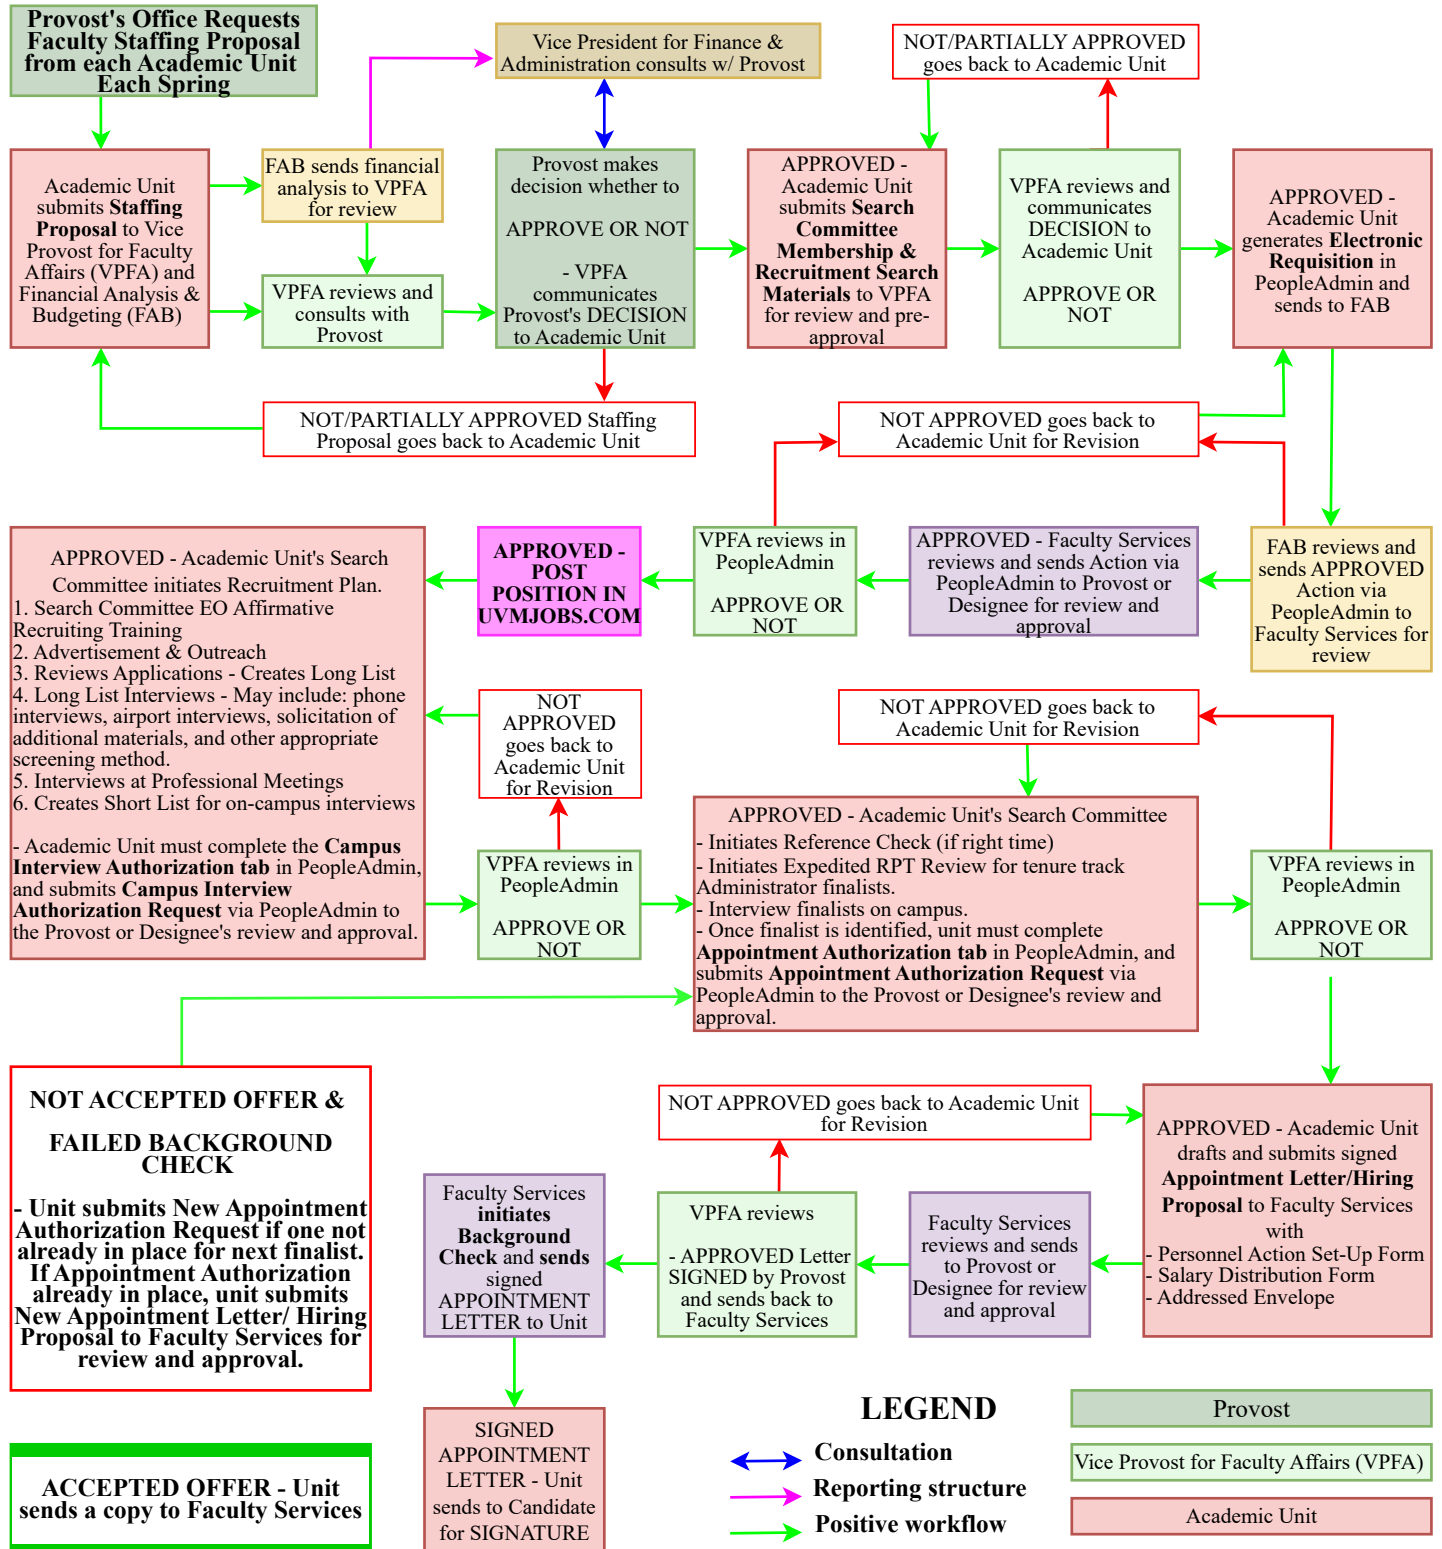 Provost's Office Requests
Faculty Staffing Proposal
from each Academic Unit
Each Spring
Vice President for Finance &
Administration consults w/ Provost
NOT/PARTIALLY APPROVED
goes back to Academic Unit
Academic Unit
submits Staffing
Proposal to Vice
Provost for Faculty
Affairs (VPFA) and
Financial Analysis &
Budgeting (FAB)
FAB sends financial
analysis to VPFA
for review
VPFA reviews and
consults with
Provost
Provost makes
decision whether to
APPROVE OR NOT
- VPFA
communicates
Provost's DECISION
to Academic Unit
APPROVED -
Academic Unit
submits Search
Committee
Membership &
Recruitment Search
Materials to VPFA
for review and pre-
approval
VPFA reviews and
communicates
DECISION to
Academic Unit
APPROVE OR
NOT
APPROVED -
Academic Unit
generates Electronic
Requisition in
PeopleAdmin and
sends to FAB
NOT/PARTIALLY APPROVED Staffing
Proposal goes back to Academic Unit
NOT APPROVED goes back to
Academic Unit for Revision
APPROVED - Academic Unit's Search
Committee initiates Recruitment Plan.
1. Search Committee EO Affirmative
Recruiting Training
2. Advertisement & Outreach
3. Reviews Applications - Creates Long List
4. Long List Interviews - May include: phone
interviews, airport interviews, solicitation of
additional materials, and other appropriate
screening method.
5. Interviews at Professional Meetings
6. Creates Short List for on-campus interviews
- Academic Unit must complete the Campus
Interview Authorization tab in PeopleAdmin,
and submits Campus Interview
Authorization Request via PeopleAdmin to
the Provost or Designee's review and approval.
APPROVED -
POST
POSITION IN
UVMJOBS.COM
VPFA reviews in
PeopleAdmin
APPROVE OR
NOT
APPROVED - Faculty Services
reviews and sends Action via
PeopleAdmin to Provost or
Designee for review and
approval
FAB reviews and
sends APPROVED
Action via
PeopleAdmin to
Faculty Services for
review
NOT
APPROVED
goes back to
Academic Unit
for Revision
NOT APPROVED goes back to
Academic Unit for Revision
VPFA reviews in
PeopleAdmin
APPROVE OR
NOT
APPROVED - Academic Unit's Search Committee
- Initiates Reference Check (if right time)
- Initiates Expedited RPT Review for tenure track
Administrator finalists.
- Interview finalists on campus.
- Once finalist is identified, unit must complete
Appointment Authorization tab in PeopleAdmin, and
submits Appointment Authorization Request via
PeopleAdmin to the Provost or Designee's review and
approval.
VPFA reviews in
PeopleAdmin
APPROVE OR
NOT
NOT ACCEPTED OFFER &
FAILED BACKGROUND
CHECK
- Unit submits New Appointment
Authorization Request if one not
already in place for next finalist.
If Appointment Authorization
already in place, unit submits
New Appointment Letter/ Hiring
Proposal to Faculty Services for
review and approval.
NOT APPROVED goes back to Academic Unit
for Revision
Faculty Services
initiates
Background
Check and sends
signed
APPOINTMENT
LETTER to Unit
VPFA reviews
- APPROVED Letter
SIGNED by Provost
and sends back to
Faculty Services
Faculty Services
reviews and sends
to Provost or
Designee for review
and approval
APPROVED - Academic Unit
drafts and submits signed
Appointment Letter/Hiring
Proposal to Faculty Services
with
- Personnel Action Set-Up Form
- Salary Distribution Form
- Addressed Envelope
ACCEPTED OFFER - Unit
sends a copy to Faculty Services
SIGNED
APPOINTMENT
LETTER - Unit
sends to Candidate
for SIGNATURE
LEGEND
Consultation
Reporting structure
Positive workflow
Provost
Vice Provost for Faculty Affairs (VPFA)
Academic Unit